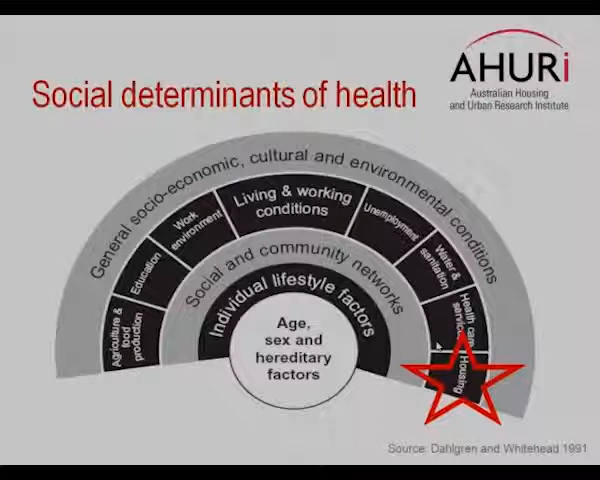 AHURi
Australian Housing
and Urban Research Institute
Social determinants of health
General socio-economic, cultural and environmental conditions
Living & working
conditions
Work
environment
Unemployment
Education
Water &
sanitation
Agriculture &
food
production
Health care
services
Housing
Social and community networks
Individual lifestyle factors
Age,
sex and
hereditary
factors
Source: Dahlgren and Whitehead 1991